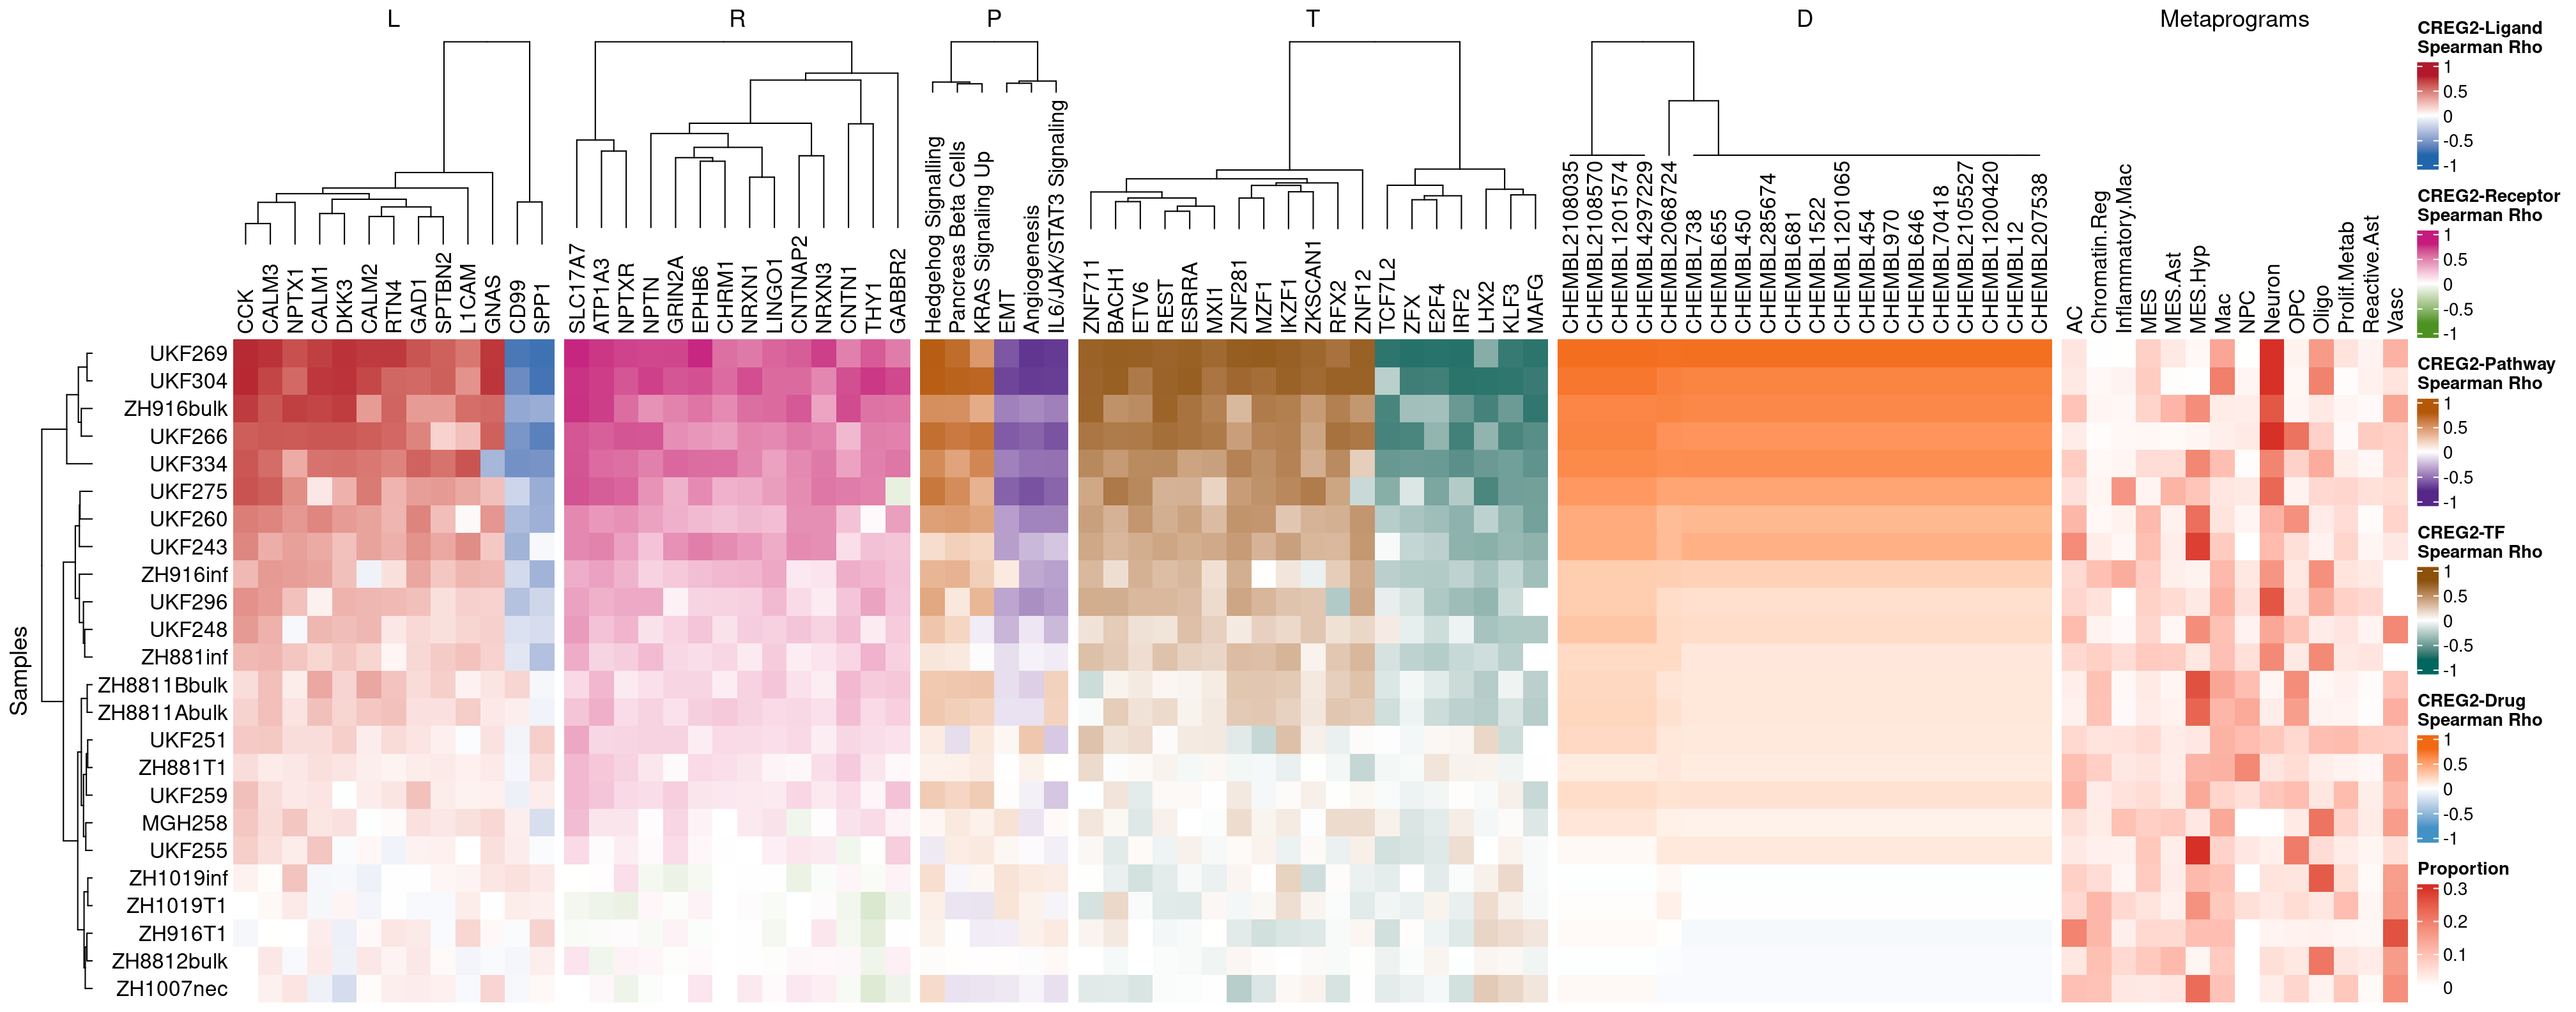 L
R
P
T
D
Metaprograms
CCK
CALM3
NPTX1
CALM1
DKK3
CALM2
RTN4
GAD1
SPTBN2
L1CAM
GNAS
CD99
SPP1
SLC17A7
ATP1A3
NPTXR
NPTN
GRIN2A
EPHB6
CHRM1
NRXN1
LINGO1
CNTNAP2
NRXN3
CNTN1
THY1
GABBR2
Hedgehog Signalling
Pancreas Beta Cells
KRAS Signaling Up
EMT
Angiogenesis
IL6/JAK/STAT3 Signaling
ZNF711
BACH1
ETV6
REST
ESRRA
MXI1
ZNF281
MZF1
IKZF1
ZKSCAN1
RFX2
ZNF12
TCF7L2
ZFX
E2F4
IRF2
LHX2
KLF3
MAFG
CHEMBL2108035
CHEMBL2108570
CHEMBL1201574
CHEMBL4297229
CHEMBL2068724
CHEMBL738
CHEMBL655
CHEMBL450
CHEMBL285674
CHEMBL681
CHEMBL1522
CHEMBL1201065
CHEMBL454
CHEMBL970
CHEMBL646
CHEMBL70418
CHEMBL2105527
CHEMBL1200420
CHEMBL12
CHEMBL207538
AC
Chromatin.Reg
Inflammatory.Mac
MES
MES.Ast
MES.Hyp
Mac
NPC
Neuron
OPC
Oligo
Prolif.Metab
Reactive.Ast
Vasc
Samples
UKF269
UKF304
ZH916bulk
UKF266
UKF334
UKF275
UKF260
UKF243
ZH916inf
UKF296
UKF248
ZH881inf
ZH8811Bbulk
ZH8811Abulk
UKF251
ZH881T1
UKF259
MGH258
UKF255
ZH1019inf
ZH1019T1
ZH916T1
ZH8812bulk
ZH1007nec
CREG2-Ligand
Spearman Rho
1
0.5
0
-0.5
-1
CREG2-Receptor
Spearman Rho
1
0.5
0
-0.5
-1
CREG2-Pathway
Spearman Rho
1
0.5
0
-0.5
-1
CREG2-TF
Spearman Rho
1
0.5
0
-0.5
-1
CREG2-Drug
Spearman Rho
1
0.5
0
-0.5
-1
Proportion
0.3
0.2
0.1
0